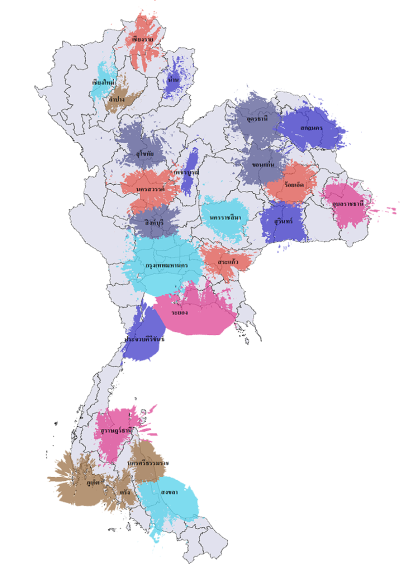 เชียงราย
เชียงใหม่
น่าน
ลำปาง
อุดรธานี
สกลนคร
สุโขทัย
ขอนแก่น
เพชรบูรณ์
นครสวรรค์
ร้อยเอ็ด
อุบลราชธานี
สิงห์บุรี
นครราชสีมา
สุรินทร์
กรุงเทพมหานคร
สระแก้ว
ระยอง
ประจวบคีรีขันธ์
สุราษฎร์ธานี
นครศรีธรรมราช
ภูเก็ต
ตรัง
สงขลา